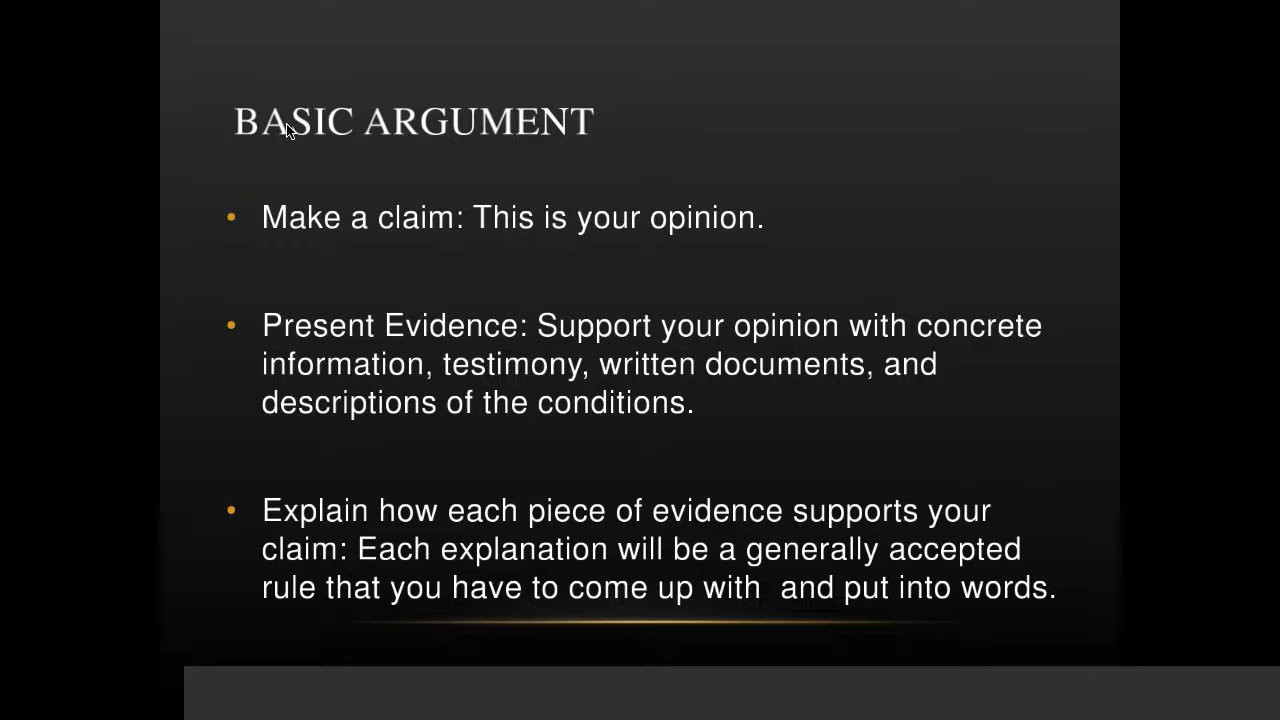 BASIC ARGUMENT
• Make a claim: This is your opinion.
• Present Evidence: Support your opinion with concrete
information, testimony, written documents, and
descriptions of the conditions.
• Explain how each piece of evidence supports your
claim: Each explanation will be a generally accepted
rule that you have to come up with  and put into words.